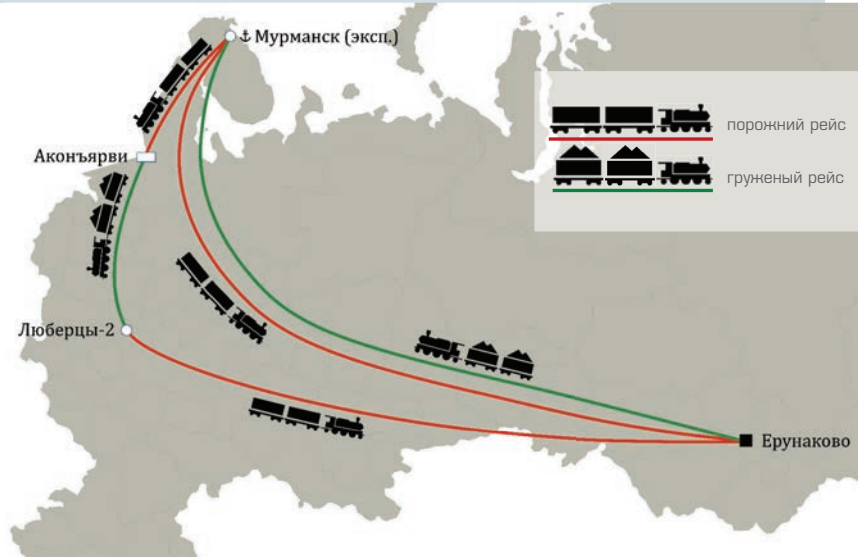 ⚓ Мурманск (эксп.)
порожний рейс
Аконъярви
груженый рейс
Люберцы-2
Ерунаково